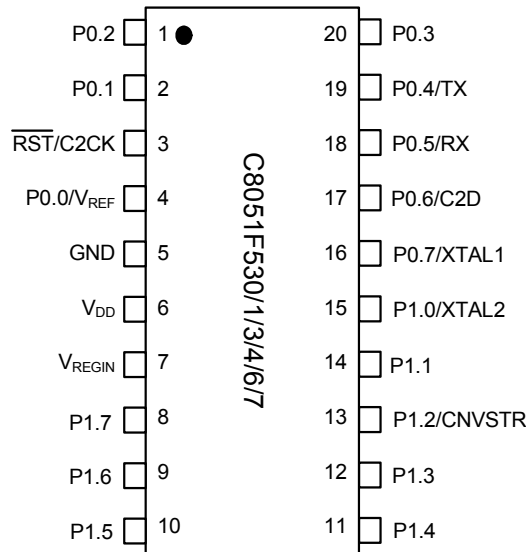 P0.2 1 20 P0.3
P0.1 2 19 P0.4/TX
RST/C2CK 3 18 P0.5/RX
P0.0/VREF 4 17 P0.6/C2D
GND 5 16 P0.7/XTAL1
VDD 6 15 P1.0/XTAL2
VREGIN 7 14 P1.1
P1.7 8 13 P1.2/CNVSTR
P1.6 9 12 P1.3
P1.5 10 11 P1.4
C8051F530/1/3/4/6/7